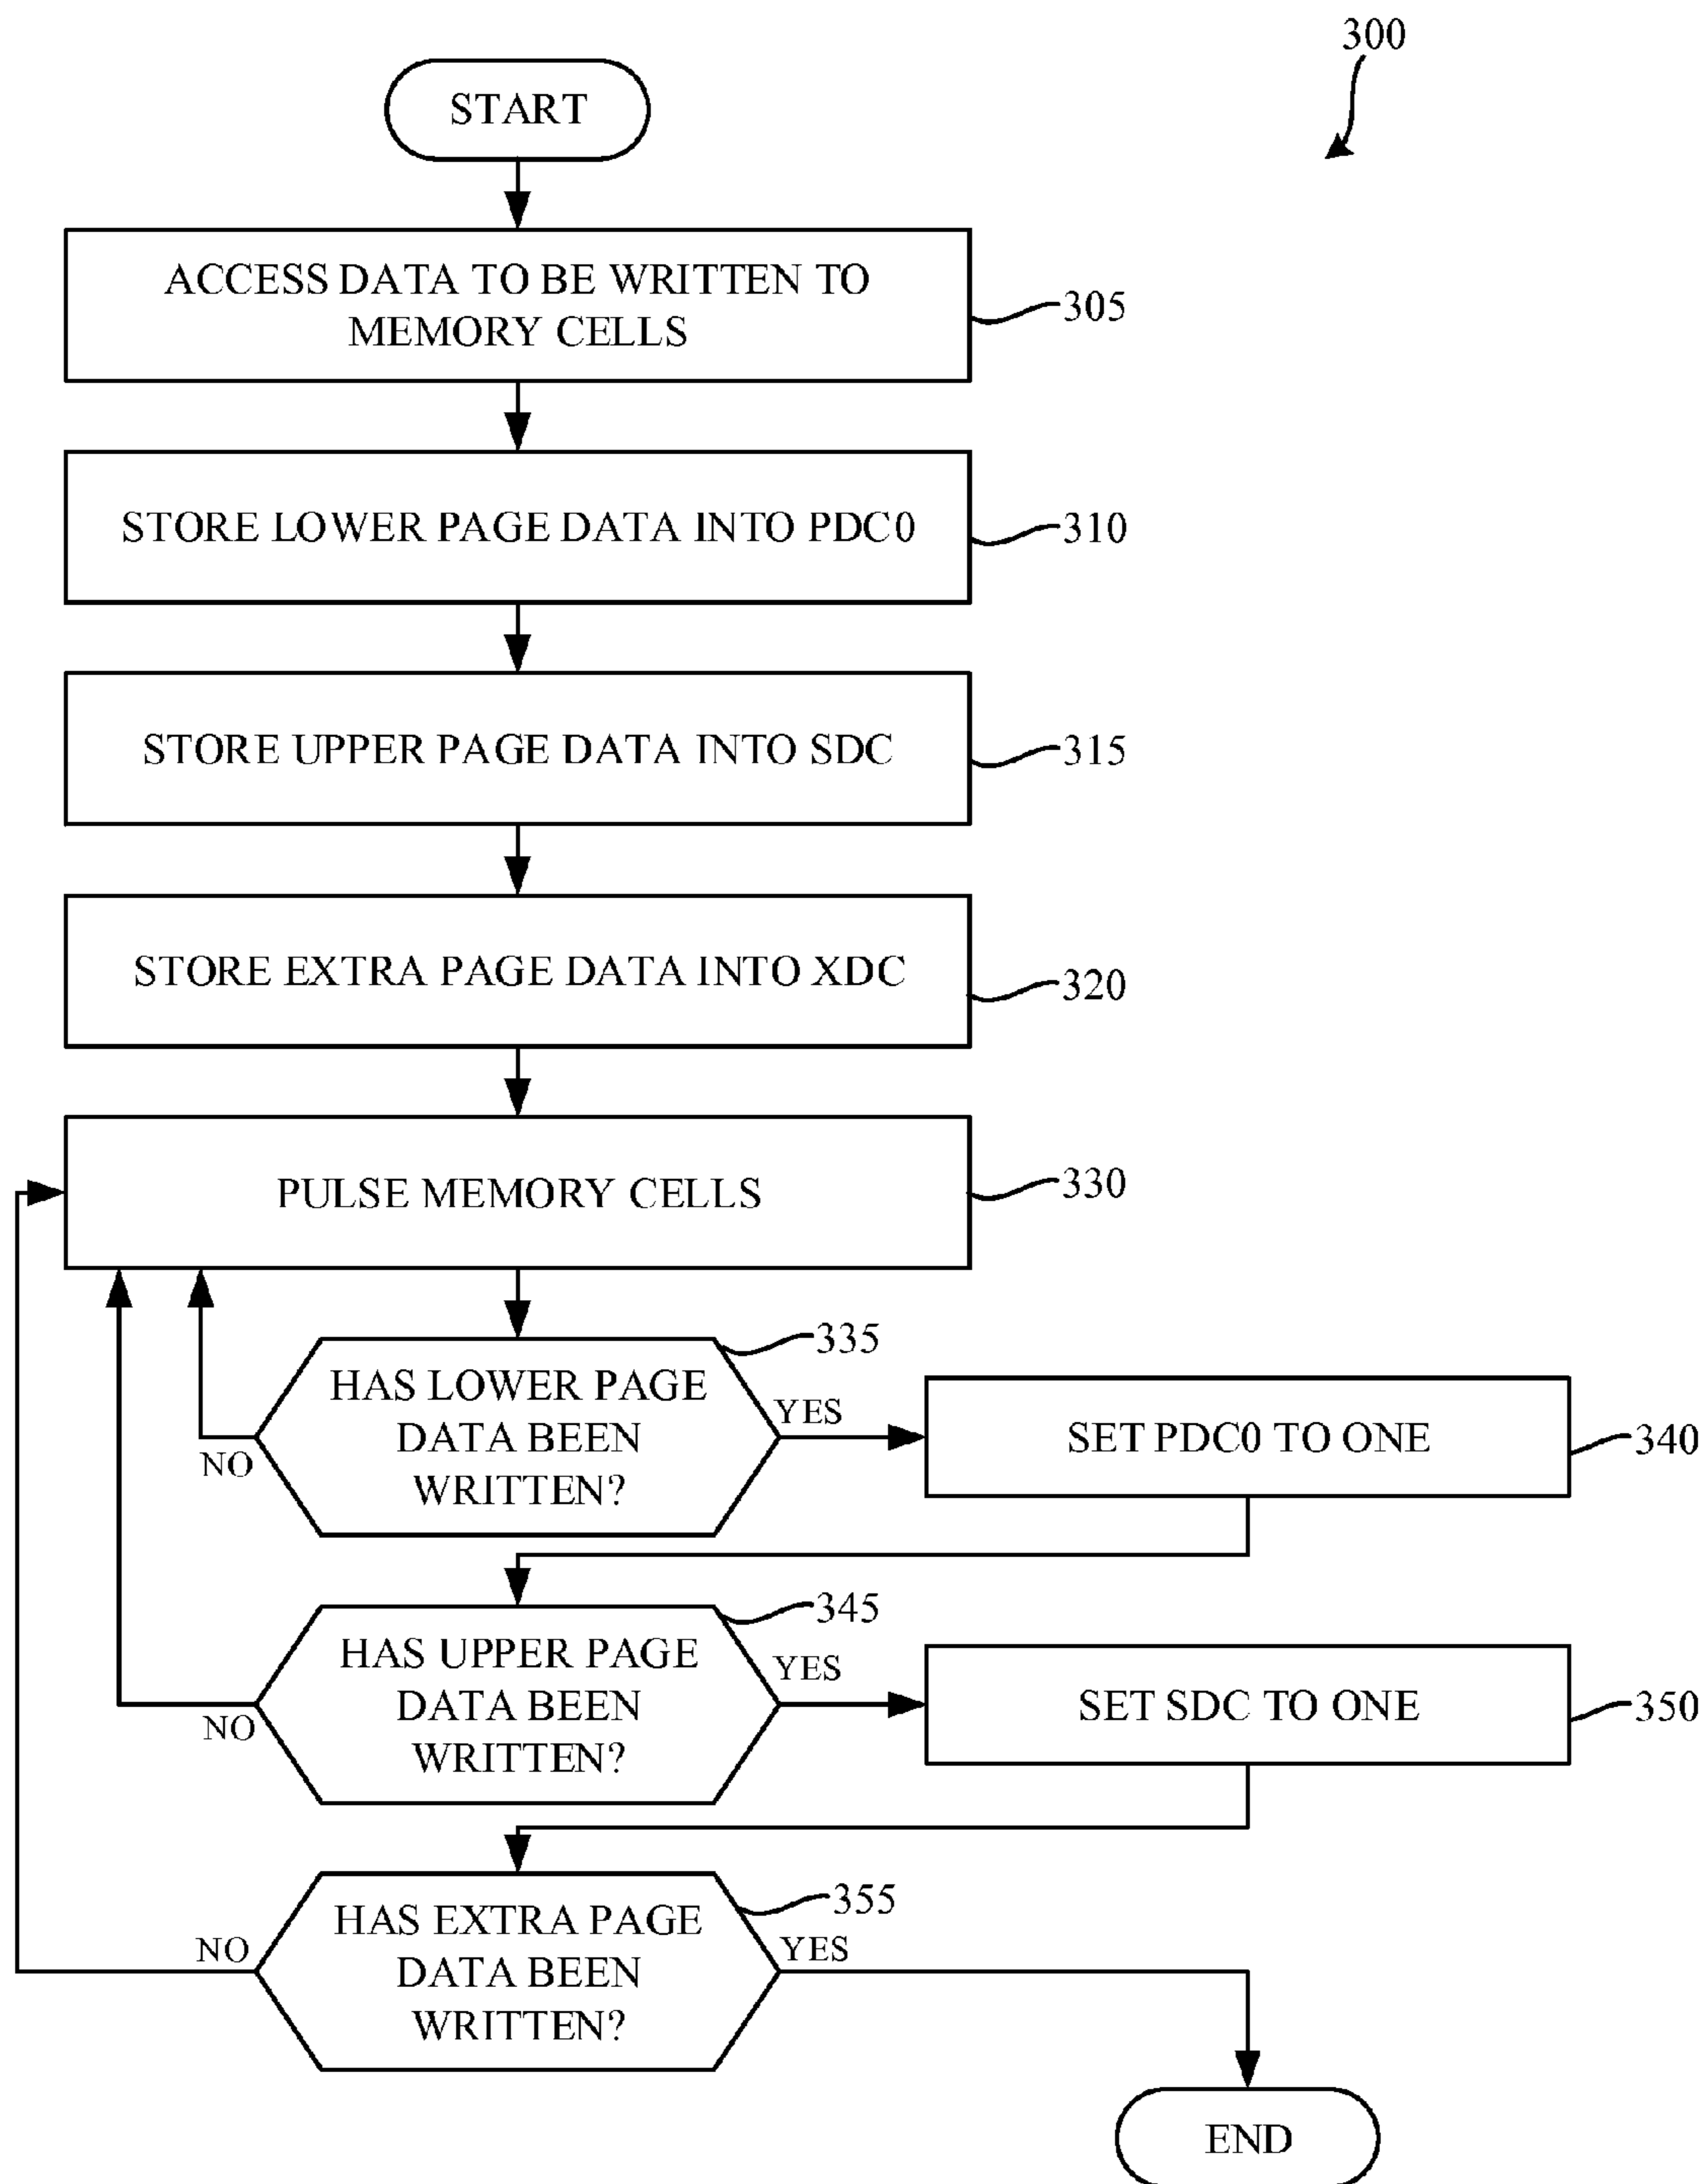 300
START
ACCESS DATA TO BE WRITTEN TO
MEMORY CELLS
305
STORE LOWER PAGE DATA INTO PDC0
310
STORE UPPER PAGE DATA INTO SDC
315
STORE EXTRA PAGE DATA INTO XDC
320
PULSE MEMORY CELLS
330
335
HAS LOWER PAGE
DATA BEEN
WRITTEN?
YES
NO
SET PDC0 TO ONE
340
345
HAS UPPER PAGE
DATA BEEN
WRITTEN?
YES
NO
SET SDC TO ONE
350
355
HAS EXTRA PAGE
DATA BEEN
WRITTEN?
NO
YES
END